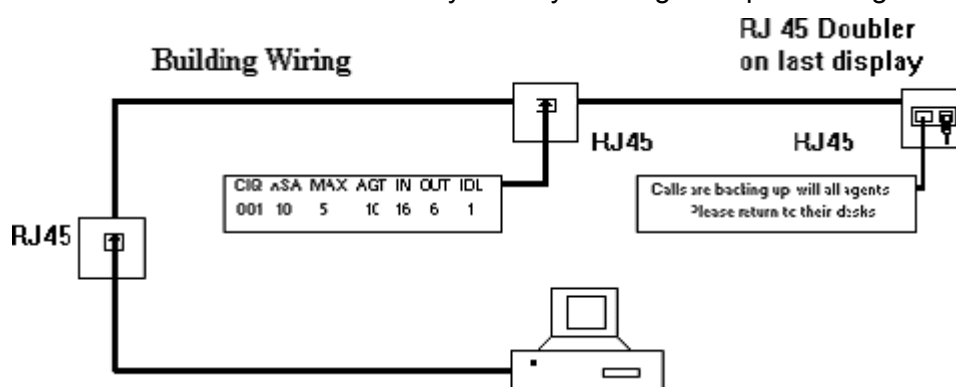 RJ 45 Doubler
on last display
Building Wiring
RJ45
RJ45
CIQ ASA MAX AGT IN OUT IDL
001 10 5 10 16 6 1
Calls are backing up will all agents
Please return to their desks
RJ45